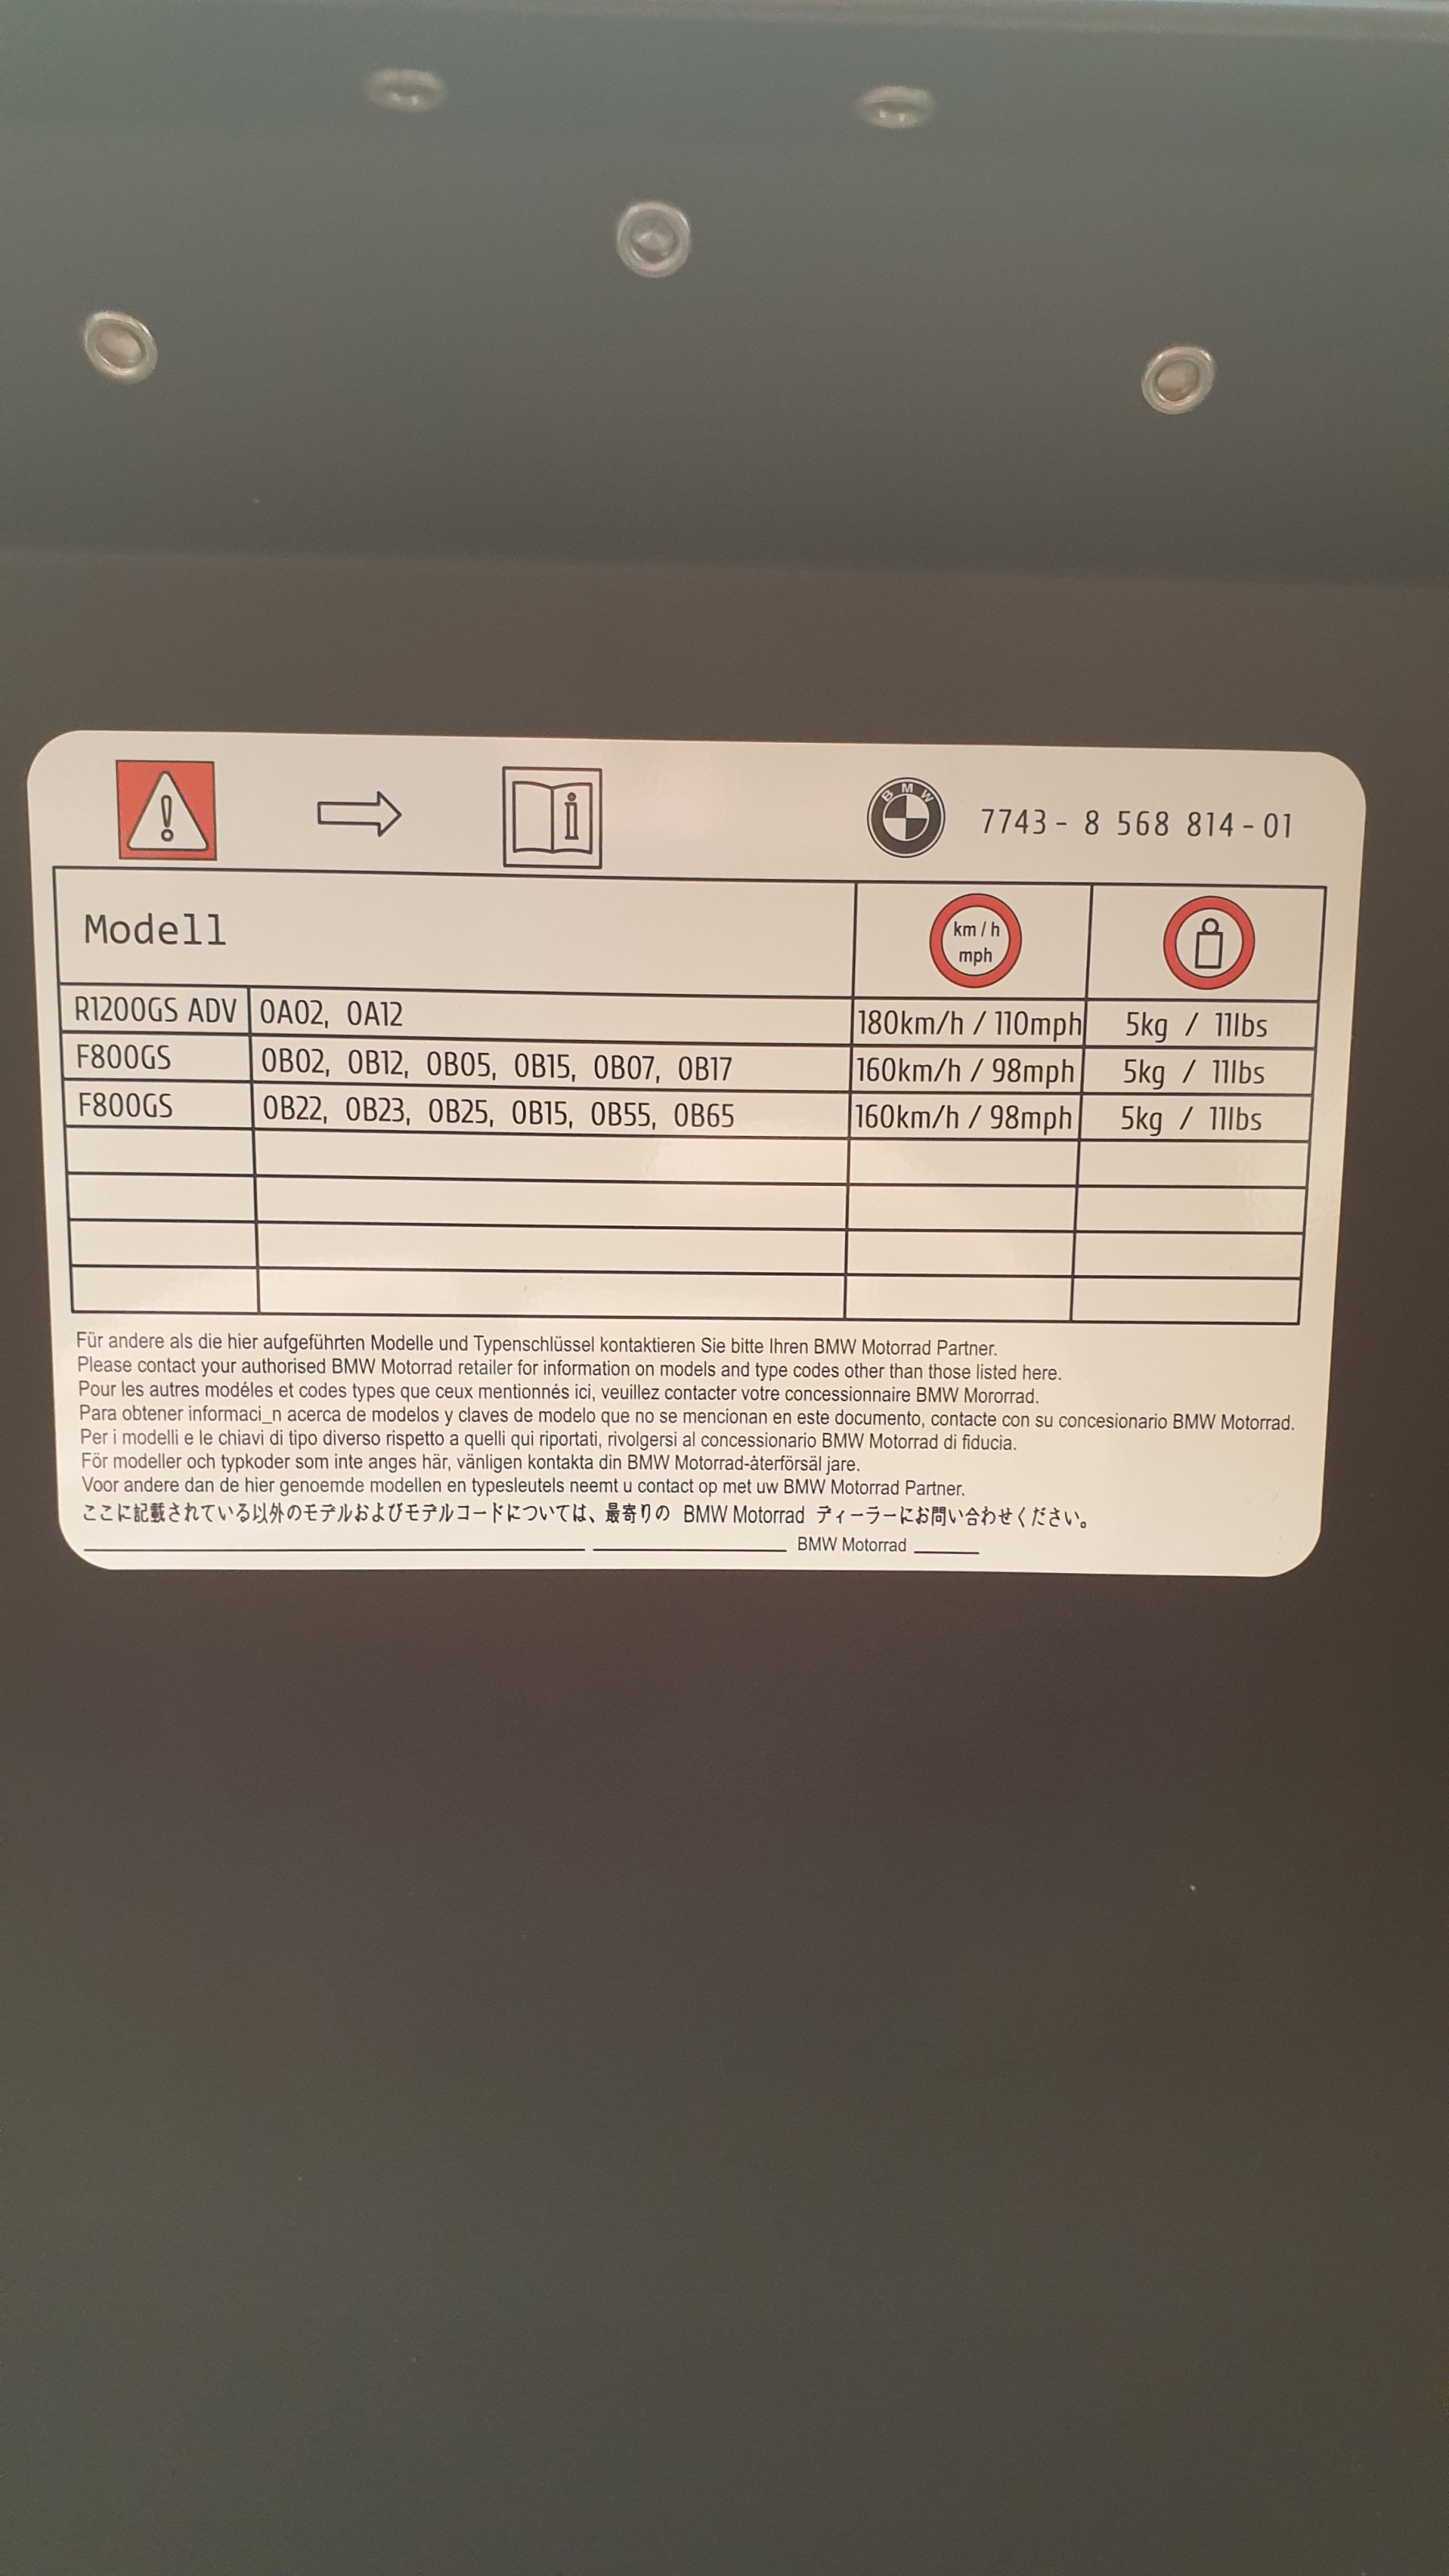 BMW 7743- 8 568 814-01
Modell km/h
mph
R1200GS ADV 0A02, 0A12 180km/h / 110mph 5kg / 11lbs
F800GS 0B02, 0B12, 0B05, 0B15, 0B07, 0B17 160km/h / 98mph 5kg / 11lbs
F800GS 0B22, 0B23, 0B25, 0B15, 0B55, 0B65 160km/h / 98mph 5kg / 11lbs
Für andere als die hier aufgeführten Modelle und Typenschlüssel kontaktieren Sie bitte Ihren BMW Motorrad Partner.
Please contact your authorised BMW Motorrad retailer for information on models and type codes other than those listed here.
Pour les autres modéles et codes types que ceux mentionnés ici, veuillez contacter votre concessionnaire BMW Mororrad.
Para obtener informaci_n acerca de modelos y claves de modelo que no se mencionan en este documento, contacte con su concesionario BMW Motorrad.
Per i modelli e le chiavi di tipo diverso rispetto a quelli qui riportati, rivolgersi al concessionario BMW Motorrad di fiducia.
För modeller och typkoder som inte anges här, vänligen kontakta din BMW Motorrad-àterförsäl jare.
Voor andere dan de hier genoemde modellen en typesleutels neemt u contact op met uw BMW Motorrad Partner.
ここに記載されている以外のモデルおよびモデルコードについては、最寄りの BMW Motorrad ディーラーにお問い合わせください。
BMW Motorrad